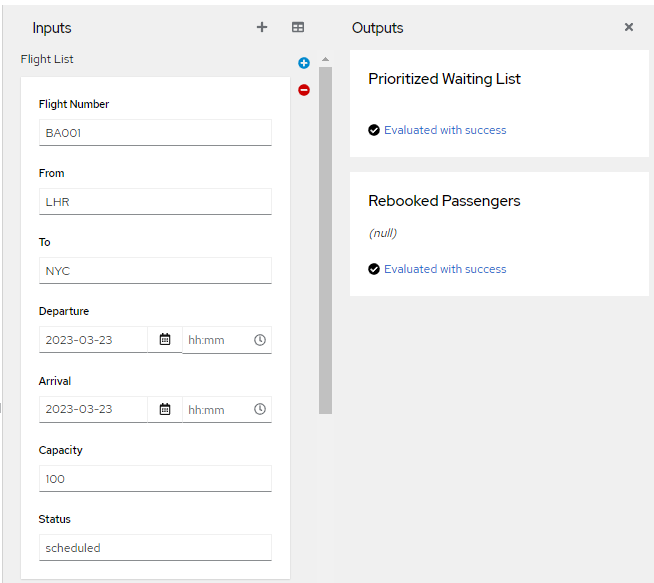 Inputs
Flight List
Flight Number
BA001
From
LHR
To
NYC
Departure
2023-03-23 hh:mm
Arrival
2023-03-23 hh:mm
Capacity
100
Status
scheduled
Outputs
Prioritized Waiting List
Evaluated with success
Rebooked Passengers
(null)
Evaluated with success